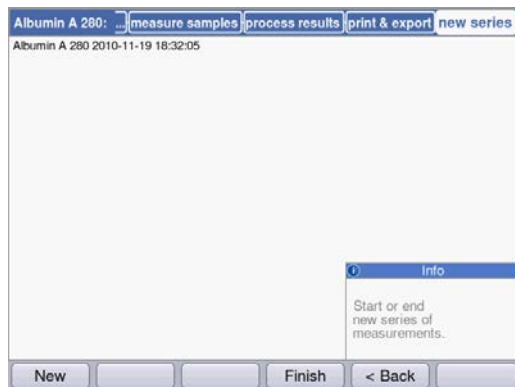 Albumin A 280: ... measure samples process results print & export new series
Albumin A 280 2010-11-19 18:32:05
i Info
Start or end
new series of
measurements.
New Finish < Back